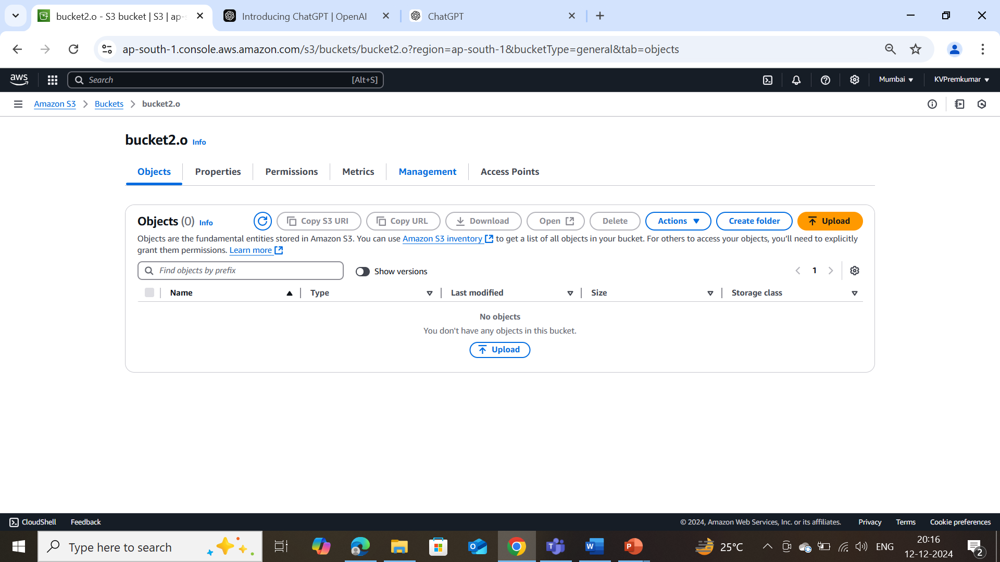 bucket2.o - S3 bucket | S3 | ap-s
Introducing ChatGPT | OpenAI
ChatGPT
ap-south-1.console.aws.amazon.com/s3/buckets/bucket2.o?region=ap-south-1&bucketType=general&tab=objects
aws
Search
[Alt+S]
Mumbai
KVPremkumar
Amazon S3
Buckets
bucket2.o
bucket2.o Info
Objects
Properties
Permissions
Metrics
Management
Access Points
Objects (0) Info
Copy S3 URI
Copy URL
Download
Open
Delete
Actions
Create folder
Upload
Objects are the fundamental entities stored in Amazon S3. You can use Amazon S3 inventory to get a list of all objects in your bucket. For others to access your objects, you’ll need to explicitly
grant them permissions. Learn more
Find objects by prefix
Show versions
1
Name
Type
Last modified
Size
Storage class
No objects
You don't have any objects in this bucket.
Upload
CloudShell
Feedback
© 2024, Amazon Web Services, Inc. or its affiliates.
Privacy
Terms
Cookie preferences
Type here to search
25°C
ENG
20:16
12-12-2024
2